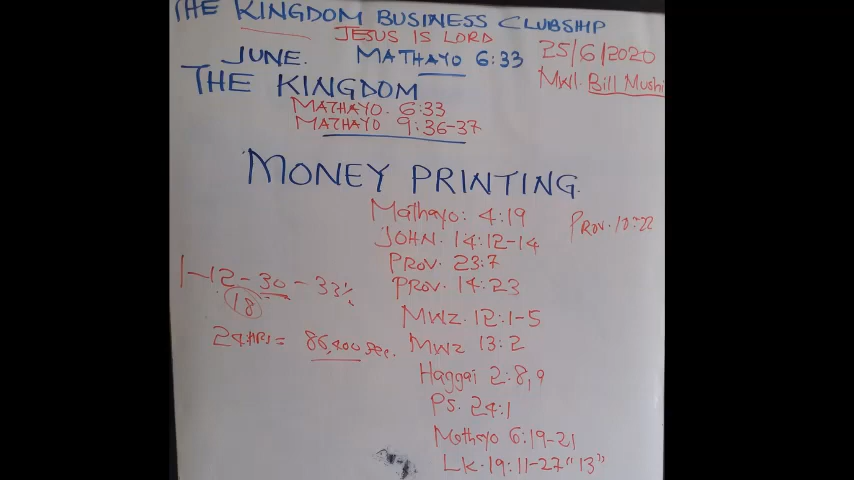 THE KINGDOM BUSINESS CLUBSHIP
JESUS IS LORD
JUNE. MATHAYO 6:33
25/6/2020
MWl. Bill Mushi
THE KINGDOM
MATHAYO. 6:33
MATHAYO 9:36-37
MONEY PRINTING.
Mathayo: 4:19
PROV. 10:22
JOHN. 14:12-14
PROV. 23:7
PROV. 14:23
1-12-30-33%
18
MWZ. 12:1-5
24HRS = 86,400 Sec.
MWZ 13:2
Haggai 2:8,9
PS. 24:1
Mathayo 6:19-21
LK. 19:11-27 "13"